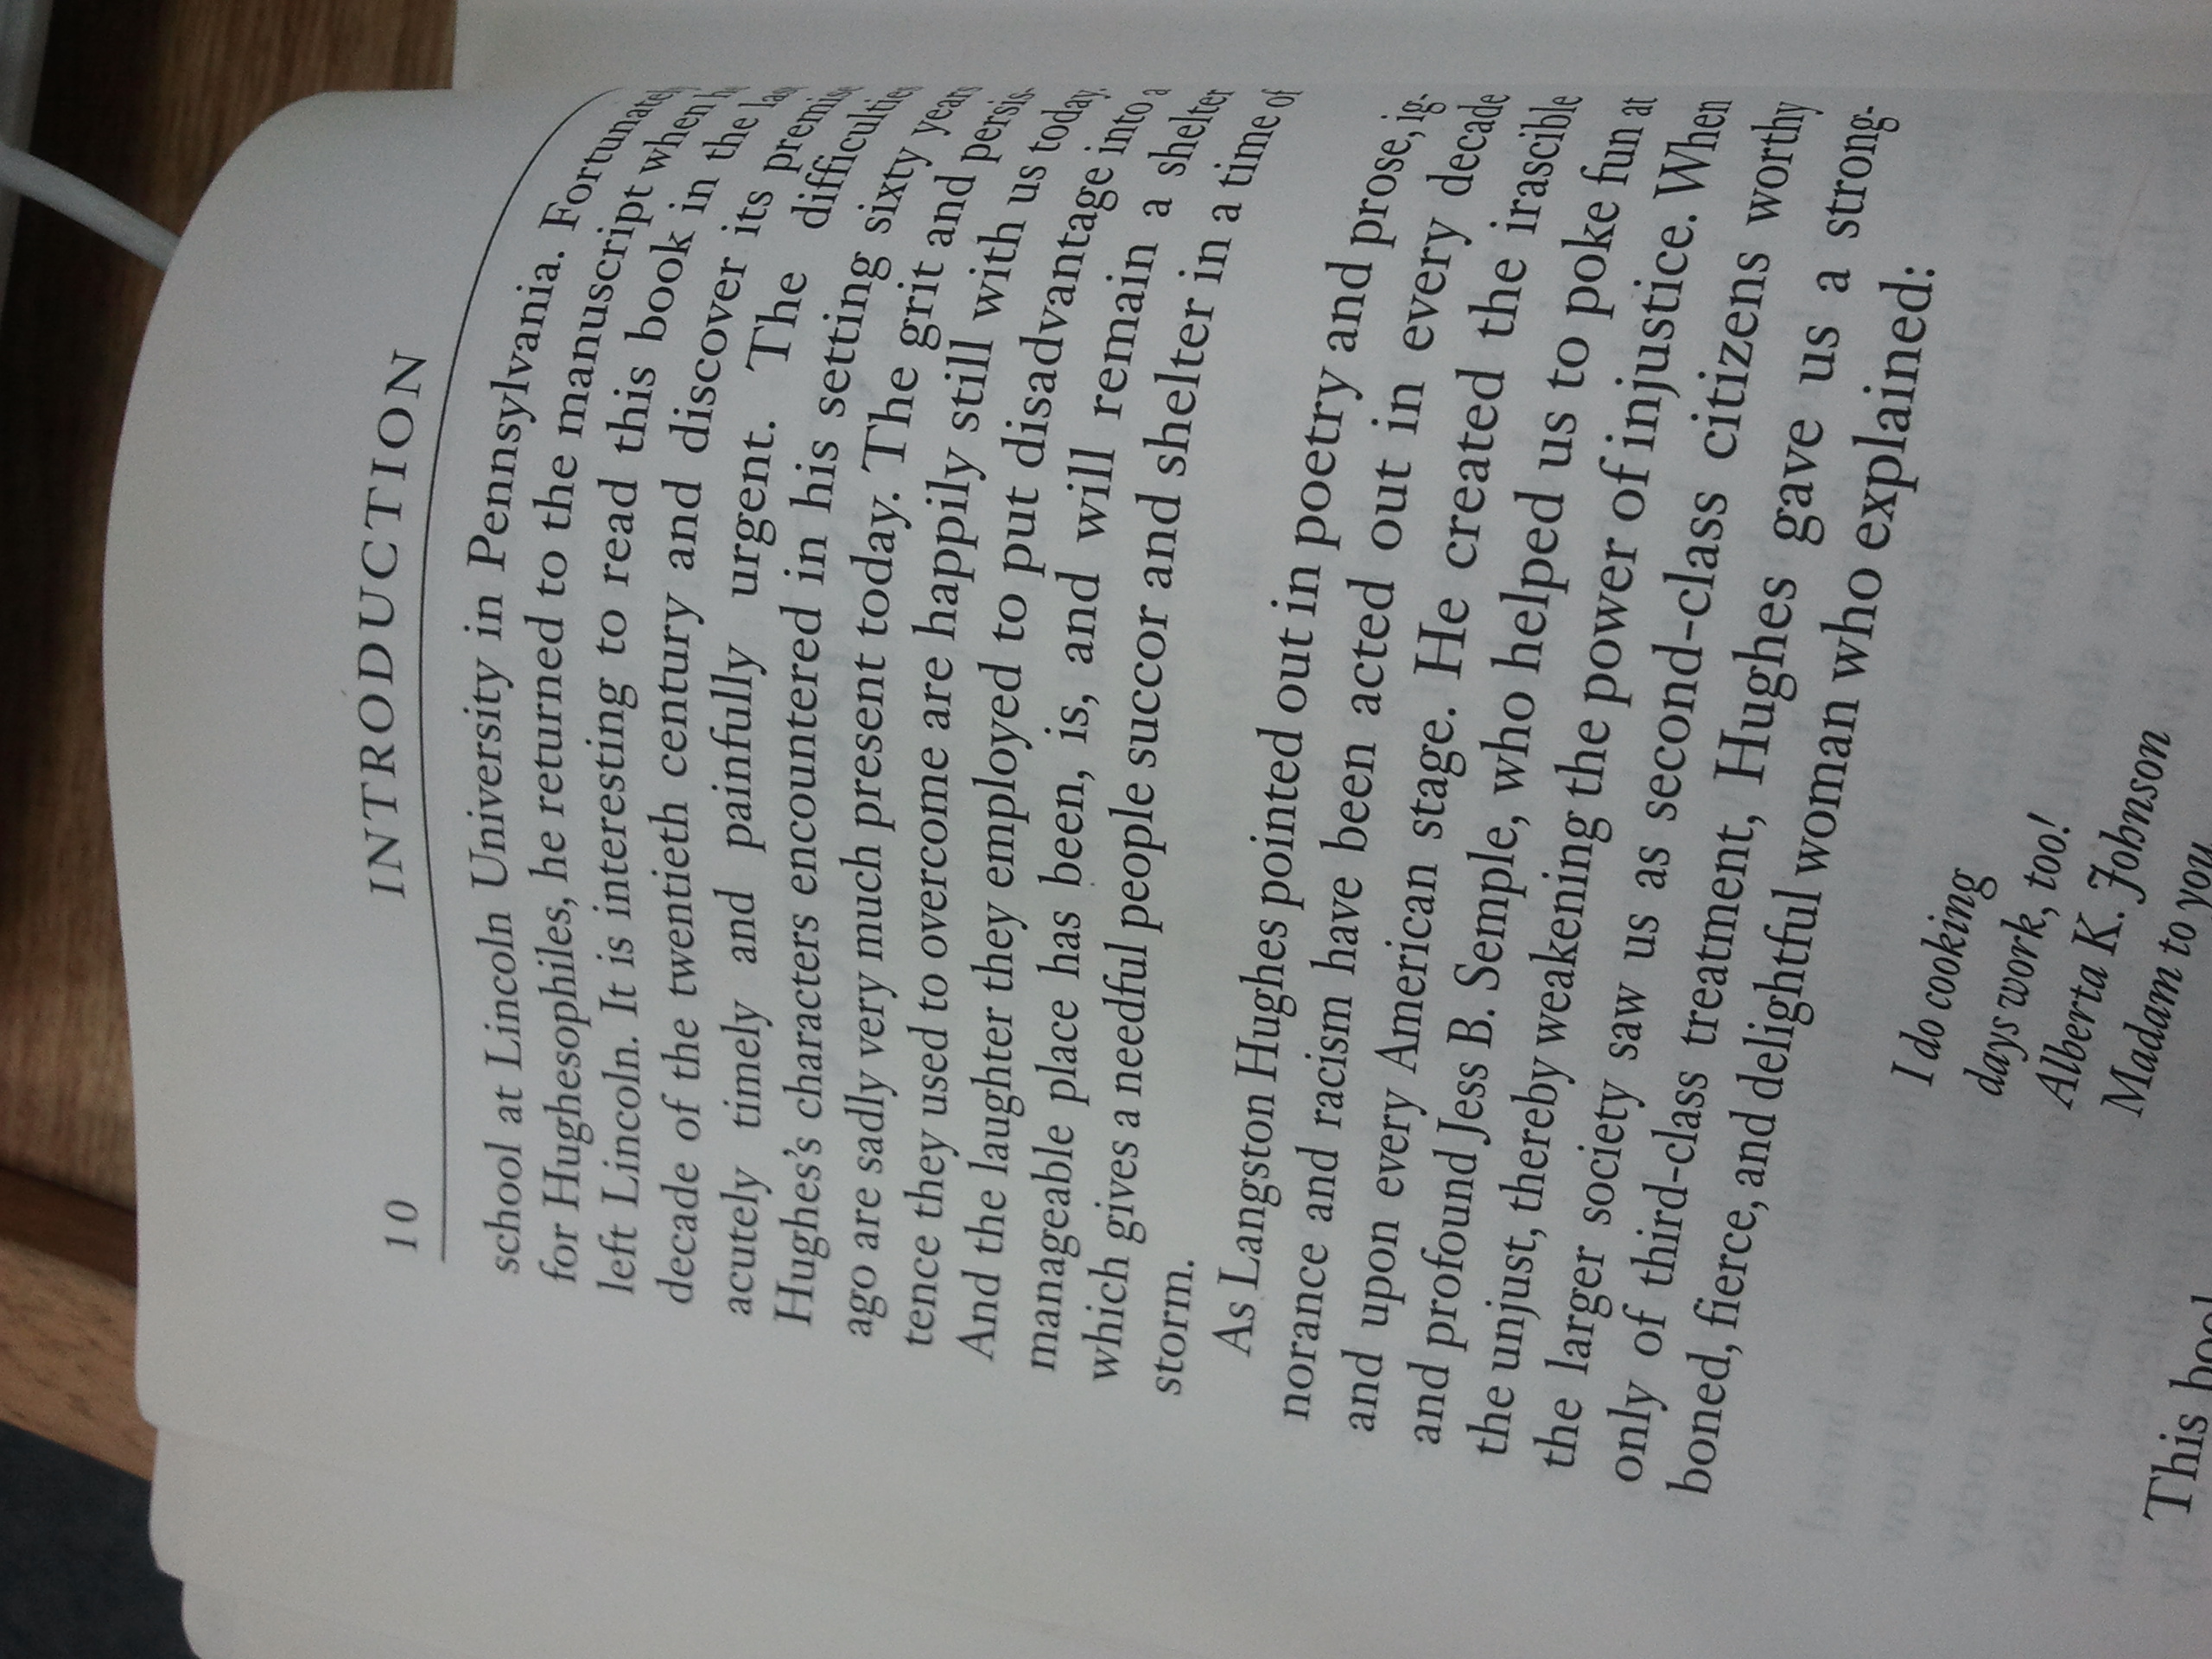 10 INTRODUCTION
school at Lincoln University in Pennsylvania. Fortunately
for Hughesophiles, he returned to the manuscript when he
left Lincoln. It is interesting to read this book in the last
decade of the twentieth century and discover its premise
acutely timely and painfully urgent. The difficulties
Hughes's characters encountered in his setting sixty years
ago are sadly very much present today. The grit and persis-
tence they used to overcome are happily still with us today.
And the laughter they employed to put disadvantage into a
manageable place has been, is, and will remain a shelter
which gives a needful people succor and shelter in a time of
storm.
As Langston Hughes pointed out in poetry and prose, ig-
norance and racism have been acted out in every decade
and upon every American stage. He created the irascible
and profound Jess B. Semple, who helped us to poke fun at
the unjust, thereby weakening the power of injustice. When
the larger society saw us as second-class citizens worthy
only of third-class treatment, Hughes gave us a strong-
boned, fierce, and delightful woman who explained:
I do cooking
days work, too!
Alberta K. Johnson
Madam to you
This